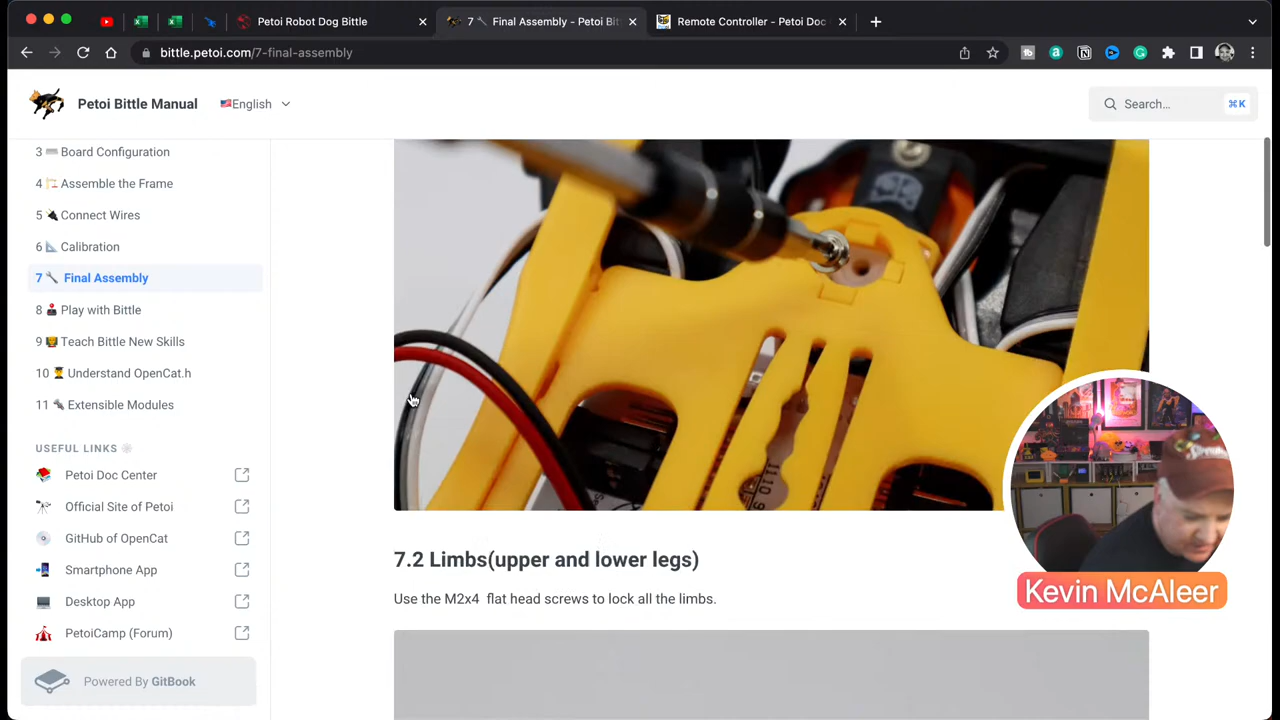 Petoi Robot Dog Bittle
7 Final Assembly - Petoi Bit
Remote Controller - Petoi Doc
bittle.petoi.com/7-final-assembly
Petoi Bittle Manual
English
Search...
⌘K
3 Board Configuration
4 Assemble the Frame
5 Connect Wires
6 Calibration
7 Final Assembly
8 Play with Bittle
9 Teach Bittle New Skills
10 Understand OpenCat.h
11 Extensible Modules
USEFUL LINKS
Petoi Doc Center
Official Site of Petoi
GitHub of OpenCat
Smartphone App
Desktop App
PetoiCamp (Forum)
Powered By GitBook
7.2 Limbs(upper and lower legs)
Use the M2x4 flat head screws to lock all the limbs.
Kevin McAleer